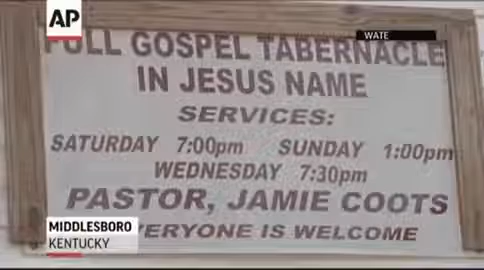 AP
WATE
FULL GOSPEL TABERNACLE
IN JESUS NAME
SERVICES:
SATURDAY 7:00pm SUNDAY 1:00pm
WEDNESDAY 7:30pm
PASTOR, JAMIE COOTS
EVERYONE IS WELCOME
MIDDLESBORO
KENTUCKY